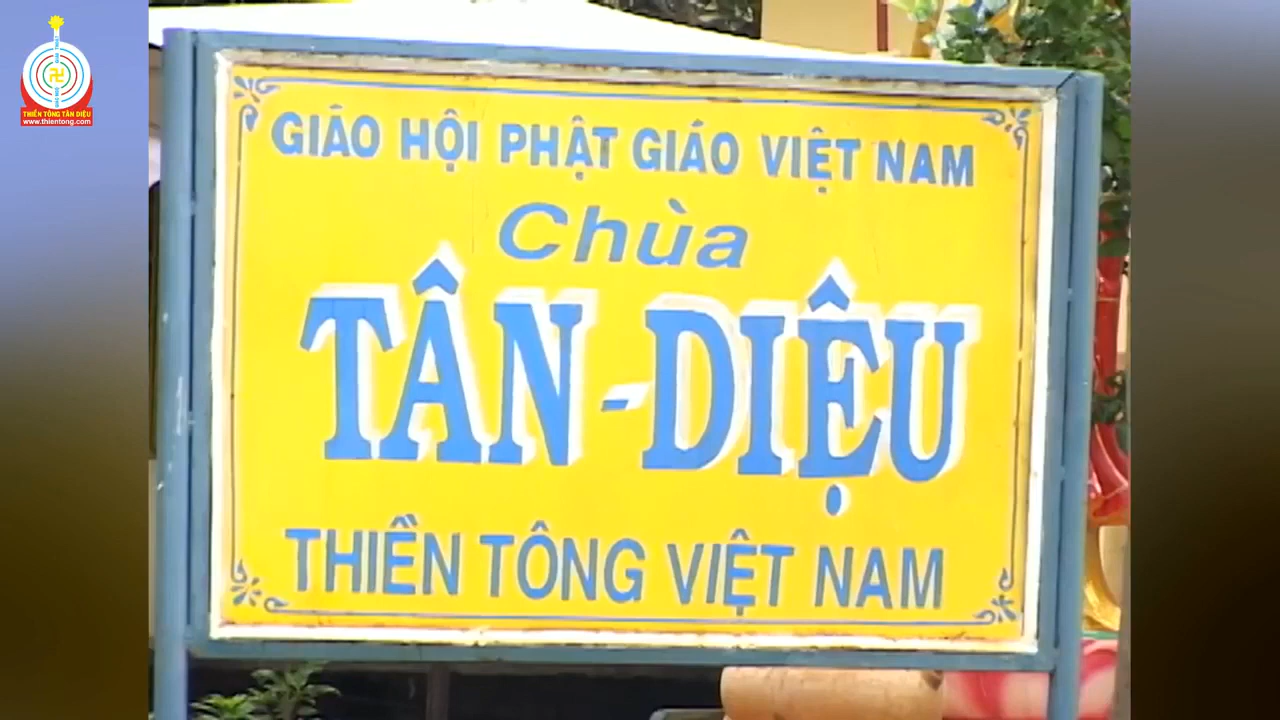 THIỀN TÔNG TÂN DIỆU
www.thientong.com
GIÁO HỘI PHẬT GIÁO VIỆT NAM
Chùa
TÂN-DIỆU
THIỀN TÔNG VIỆT NAM